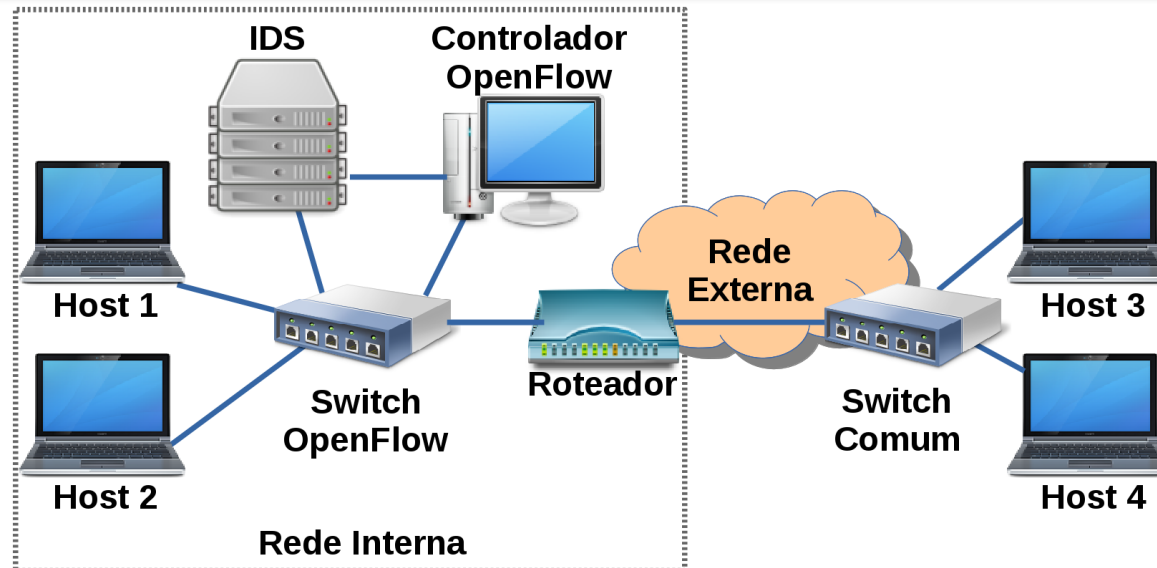 IDS
Controlador
OpenFlow
Host 1
Host 2
Switch
OpenFlow
Roteador
Rede
Externa
Switch
Comum
Host 3
Host 4
Rede Interna